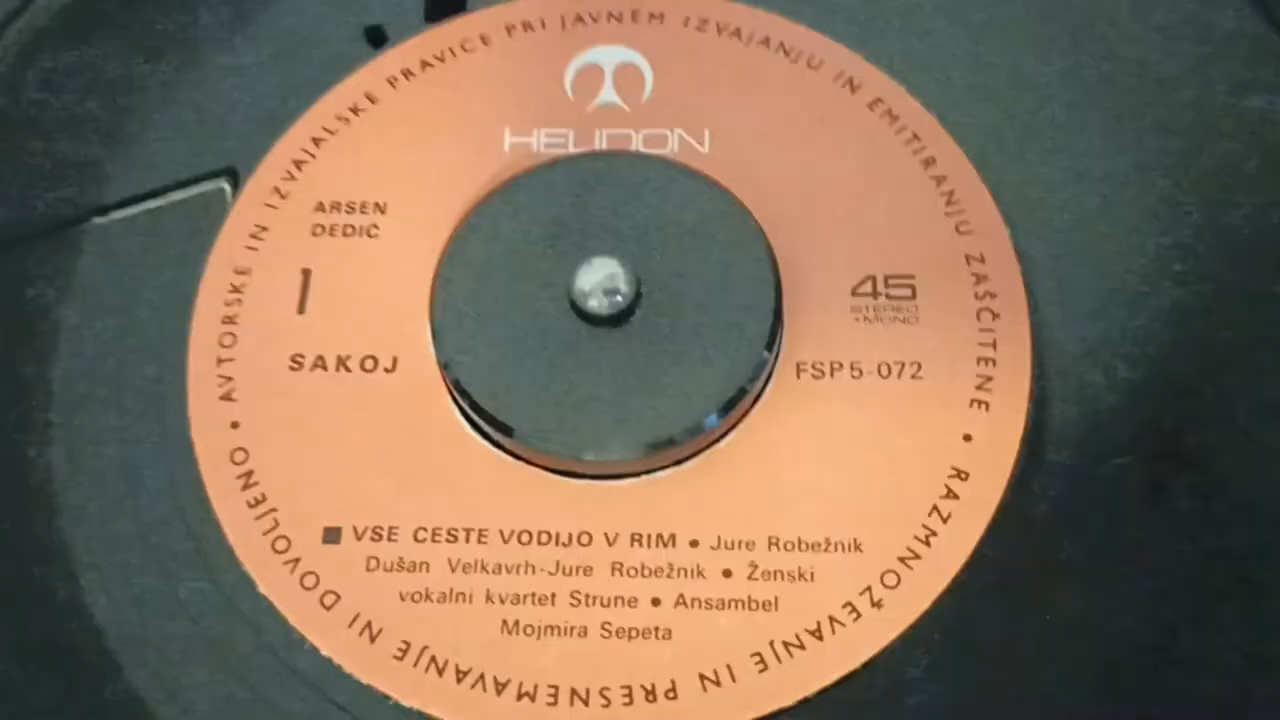 AVTORSKE IN IZVAJALSKE PRAVICE PRI JAVNEM IZVAJANJU IN EMITIRANJU ZAŠČITENE • RAZMNOŽEVANJE IN PRESNEMAVANJE NI DOVOLJENO •
HELIDON
ARSEN
DEDIĆ
1
45
STEREO
+MONO
SAKOJ
FSP 5-072
VSE CESTE VODIJO V RIM • Jure Robežnik
Dušan Velkavrh-Jure Robežnik • Ženski
vokalni kvartet Strune • Ansambel
Mojmira Sepeta